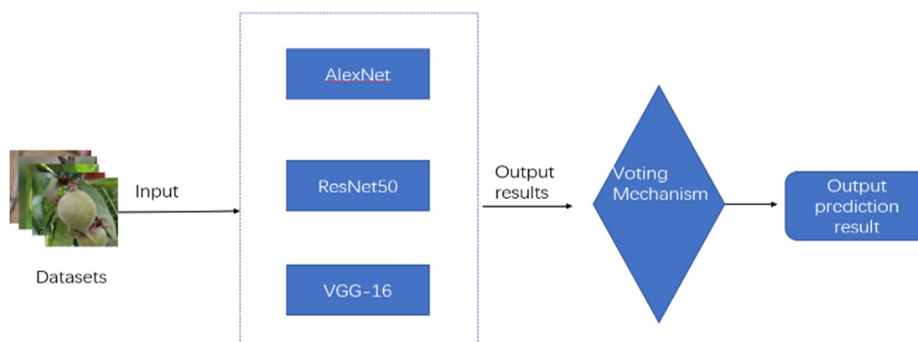 Datasets
Input
AlexNet
ResNet50
VGG-16
Output
results
Voting
Mechanism
Output
prediction
result